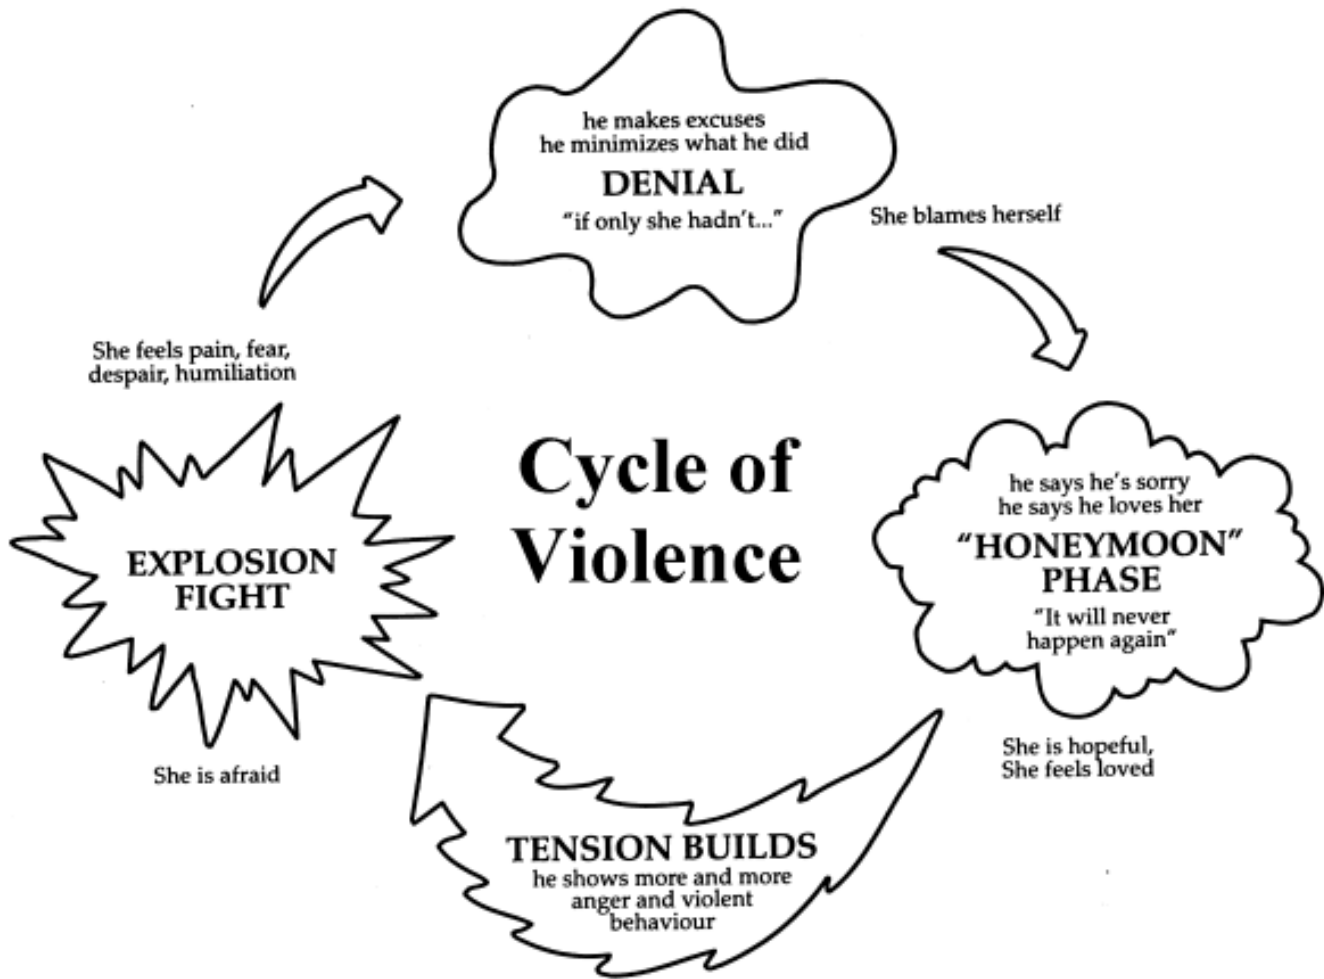 he makes excuses
he minimizes what he did
DENIAL
"if only she hadn't..."
She blames herself
She feels pain, fear,
despair, humiliation
Cycle of
Violence
he says he's sorry
he says he loves her
"HONEYMOON"
PHASE
"It will never
happen again"
EXPLOSION
FIGHT
She is hopeful,
She feels loved
She is afraid
TENSION BUILDS
he shows more and more
anger and violent
behaviour